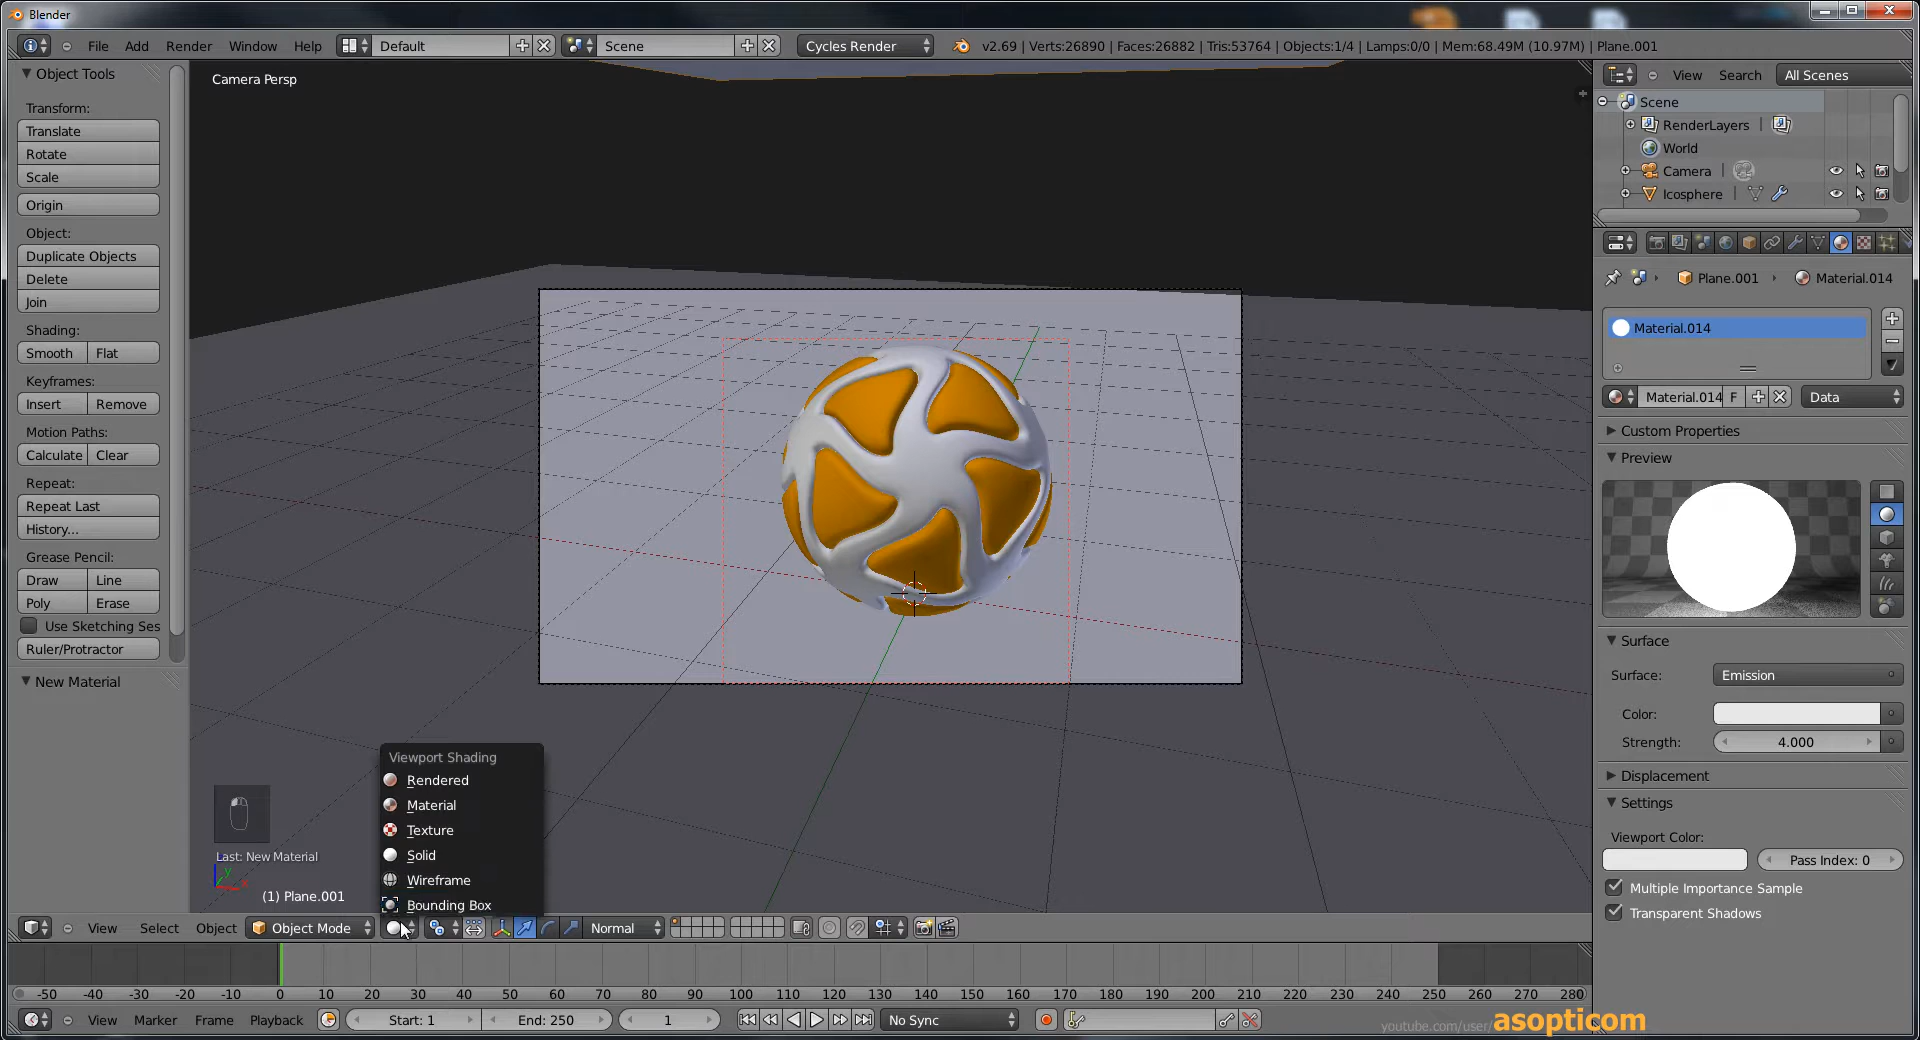 Blender
File Add Render Window Help Default Scene Cycles Render v2.69 | Verts:26890 | Faces:26882 | Tris:53764 | Objects:1/4 | Lamps:0/0 | Mem:68.49M (10.97M) | Plane.001
Object Tools
Transform:
Translate
Rotate
Scale
Origin
Object:
Duplicate Objects
Delete
Join
Shading:
Smooth Flat
Keyframes:
Insert Remove
Motion Paths:
Calculate Clear
Repeat:
Repeat Last
History...
Grease Pencil:
Draw Line
Poly Erase
Use Sketching Ses
Ruler/Protractor
New Material
Camera Persp
Viewport Shading
Rendered
Material
Texture
Solid
Wireframe
Bounding Box
Last: New Material
y
x
(1) Plane.001
View Select Object Object Mode Normal
View Search All Scenes
Scene
RenderLayers |
World
Camera |
Icosphere |
Plane.001 Material.014
Material.014
Material.014 F Data
Custom Properties
Preview
Surface
Surface: Emission
Color:
Strength: 4.000
Displacement
Settings
Viewport Color:
Pass Index: 0
Multiple Importance Sample
Transparent Shadows
-50 -40 -30 -20 -10 0 10 20 30 40 50 60 70 80 90 100 110 120 130 140 150 160 170 180 190 200 210 220 230 240 250 260 270 280
View Marker Frame Playback Start: 1 End: 250 1 No Sync
youtube.com/user/asopticom